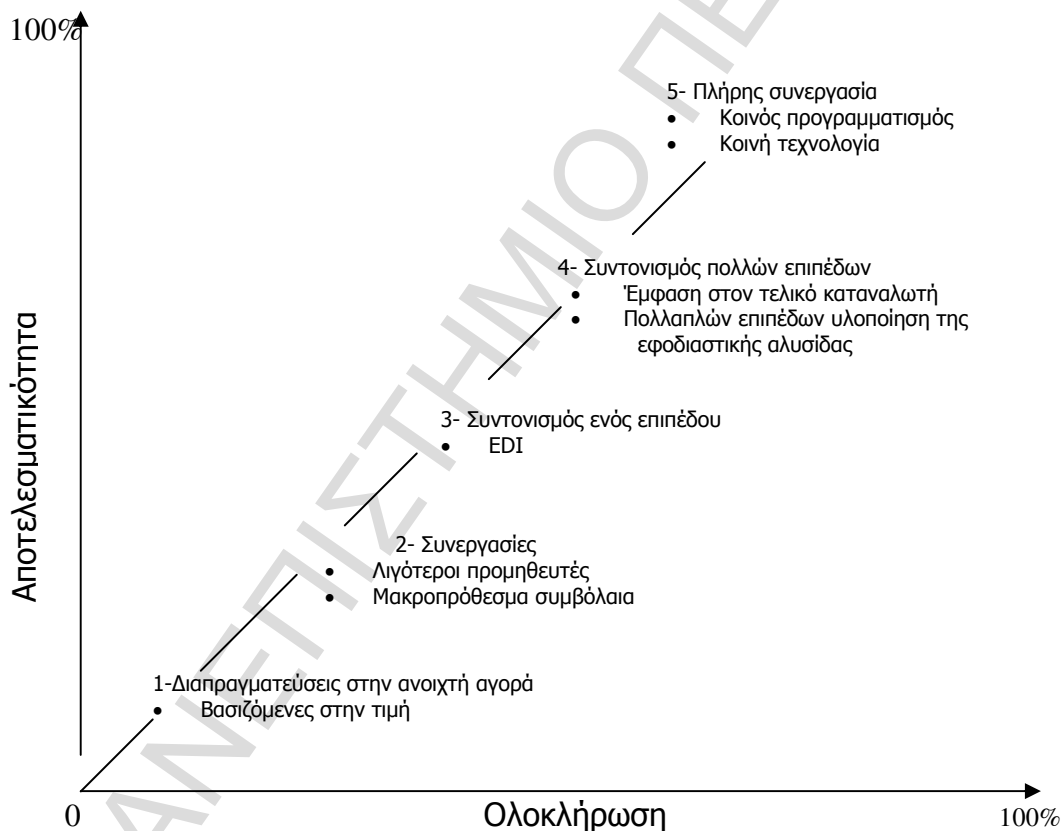 100%
5- Πλήρης συνεργασία
• Κοινός προγραμματισμός
• Κοινή τεχνολογία
4- Συντονισμός πολλών επιπέδων
• Έμφαση στον τελικό καταναλωτή
• Πολλαπλών επιπέδων υλοποίηση της
εφοδιαστικής αλυσίδας
Αποτελεσματικότητα
3- Συντονισμός ενός επιπέδου
• EDI
2- Συνεργασίες
• Λιγότεροι προμηθευτές
• Μακροπρόθεσμα συμβόλαια
1-Διαπραγματεύσεις στην ανοιχτή αγορά
• Βασιζόμενες στην τιμή
0
Ολοκλήρωση
100%
ΑΝΕΠΙΣΤΗΜΙΟ ΠΕ